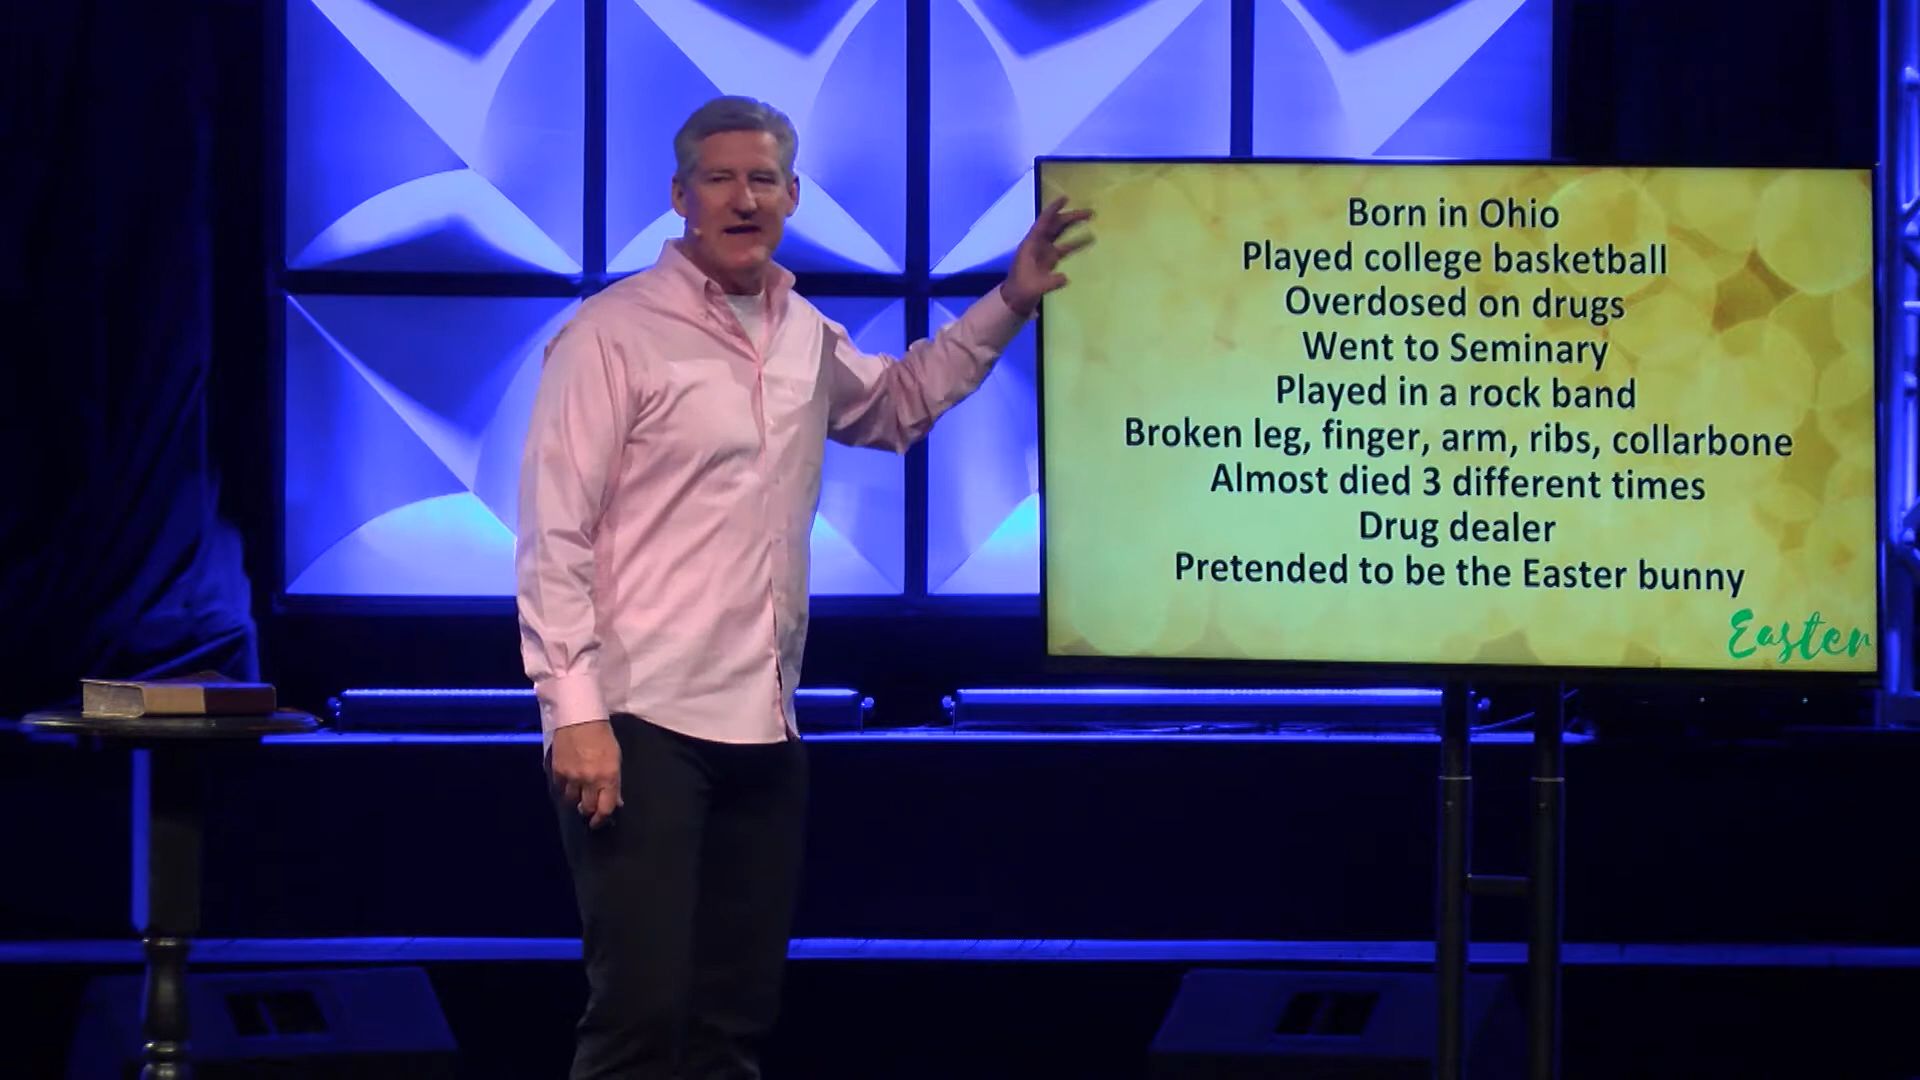 Born in Ohio
Played college basketball
Overdosed on drugs
Went to Seminary
Played in a rock band
Broken leg, finger, arm, ribs, collarbone
Almost died 3 different times
Drug dealer
Pretended to be the Easter bunny
Easter